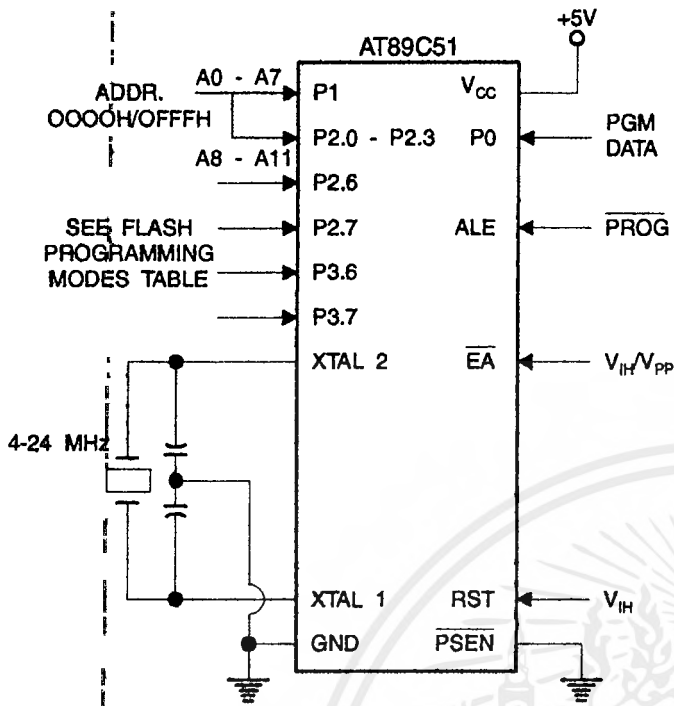 +5V
AT89C51
A0 - A7
ADDR.
0000H/0FFFH
P1
VCC
P2.0 - P2.3
P0
PGM
DATA
A8 - A11
P2.6
SEE FLASH
PROGRAMMING
MODES TABLE
P2.7
ALE
PROG
P3.6
P3.7
XTAL 2
EA
VIH/VPP
4-24 MHz
XTAL 1
RST
VIH
GND
PSEN